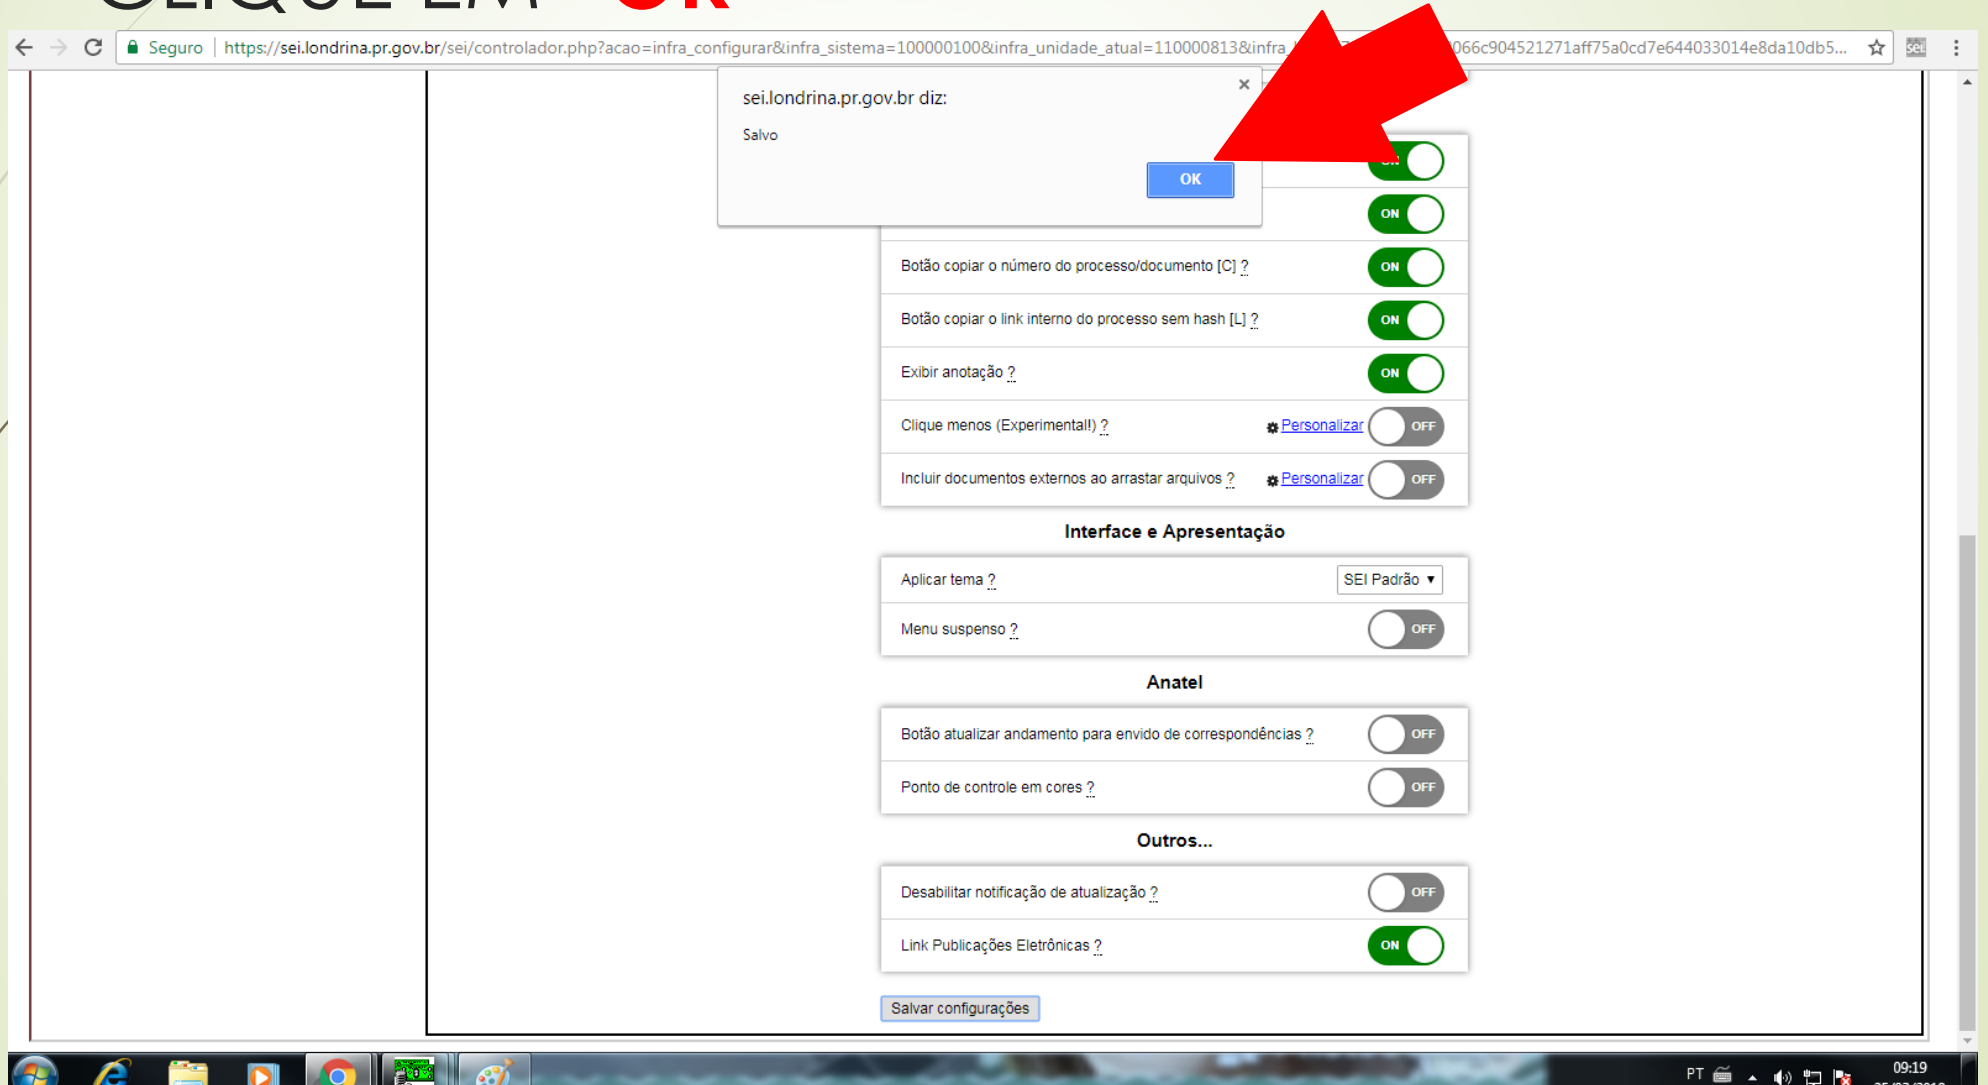 CLIQUE EM "OK"
Seguro | https://sei.londrina.pr.gov.br/sei/controlador.php?acao=infra_configurar&infra_sistema=100000100&infra_unidade_atual=110000813&infra_ 066c904521271aff75a0cd7e644033014e8da10db5...
sei.londrina.pr.gov.br diz:
Salvo
OK
ON
Botão copiar o número do processo/documento [C] ? ON
Botão copiar o link interno do processo sem hash [L] ? ON
Exibir anotação ? ON
Clique menos (Experimental!) ? Personalizar OFF
Incluir documentos externos ao arrastar arquivos ? Personalizar OFF
Interface e Apresentação
Aplicar tema ? SEI Padrão
Menu suspenso ? OFF
Anatel
Botão atualizar andamento para envido de correspondências ? OFF
Ponto de controle em cores ? OFF
Outros...
Desabilitar notificação de atualização ? OFF
Link Publicações Eletrônicas ? ON
Salvar configurações
PT 09:19